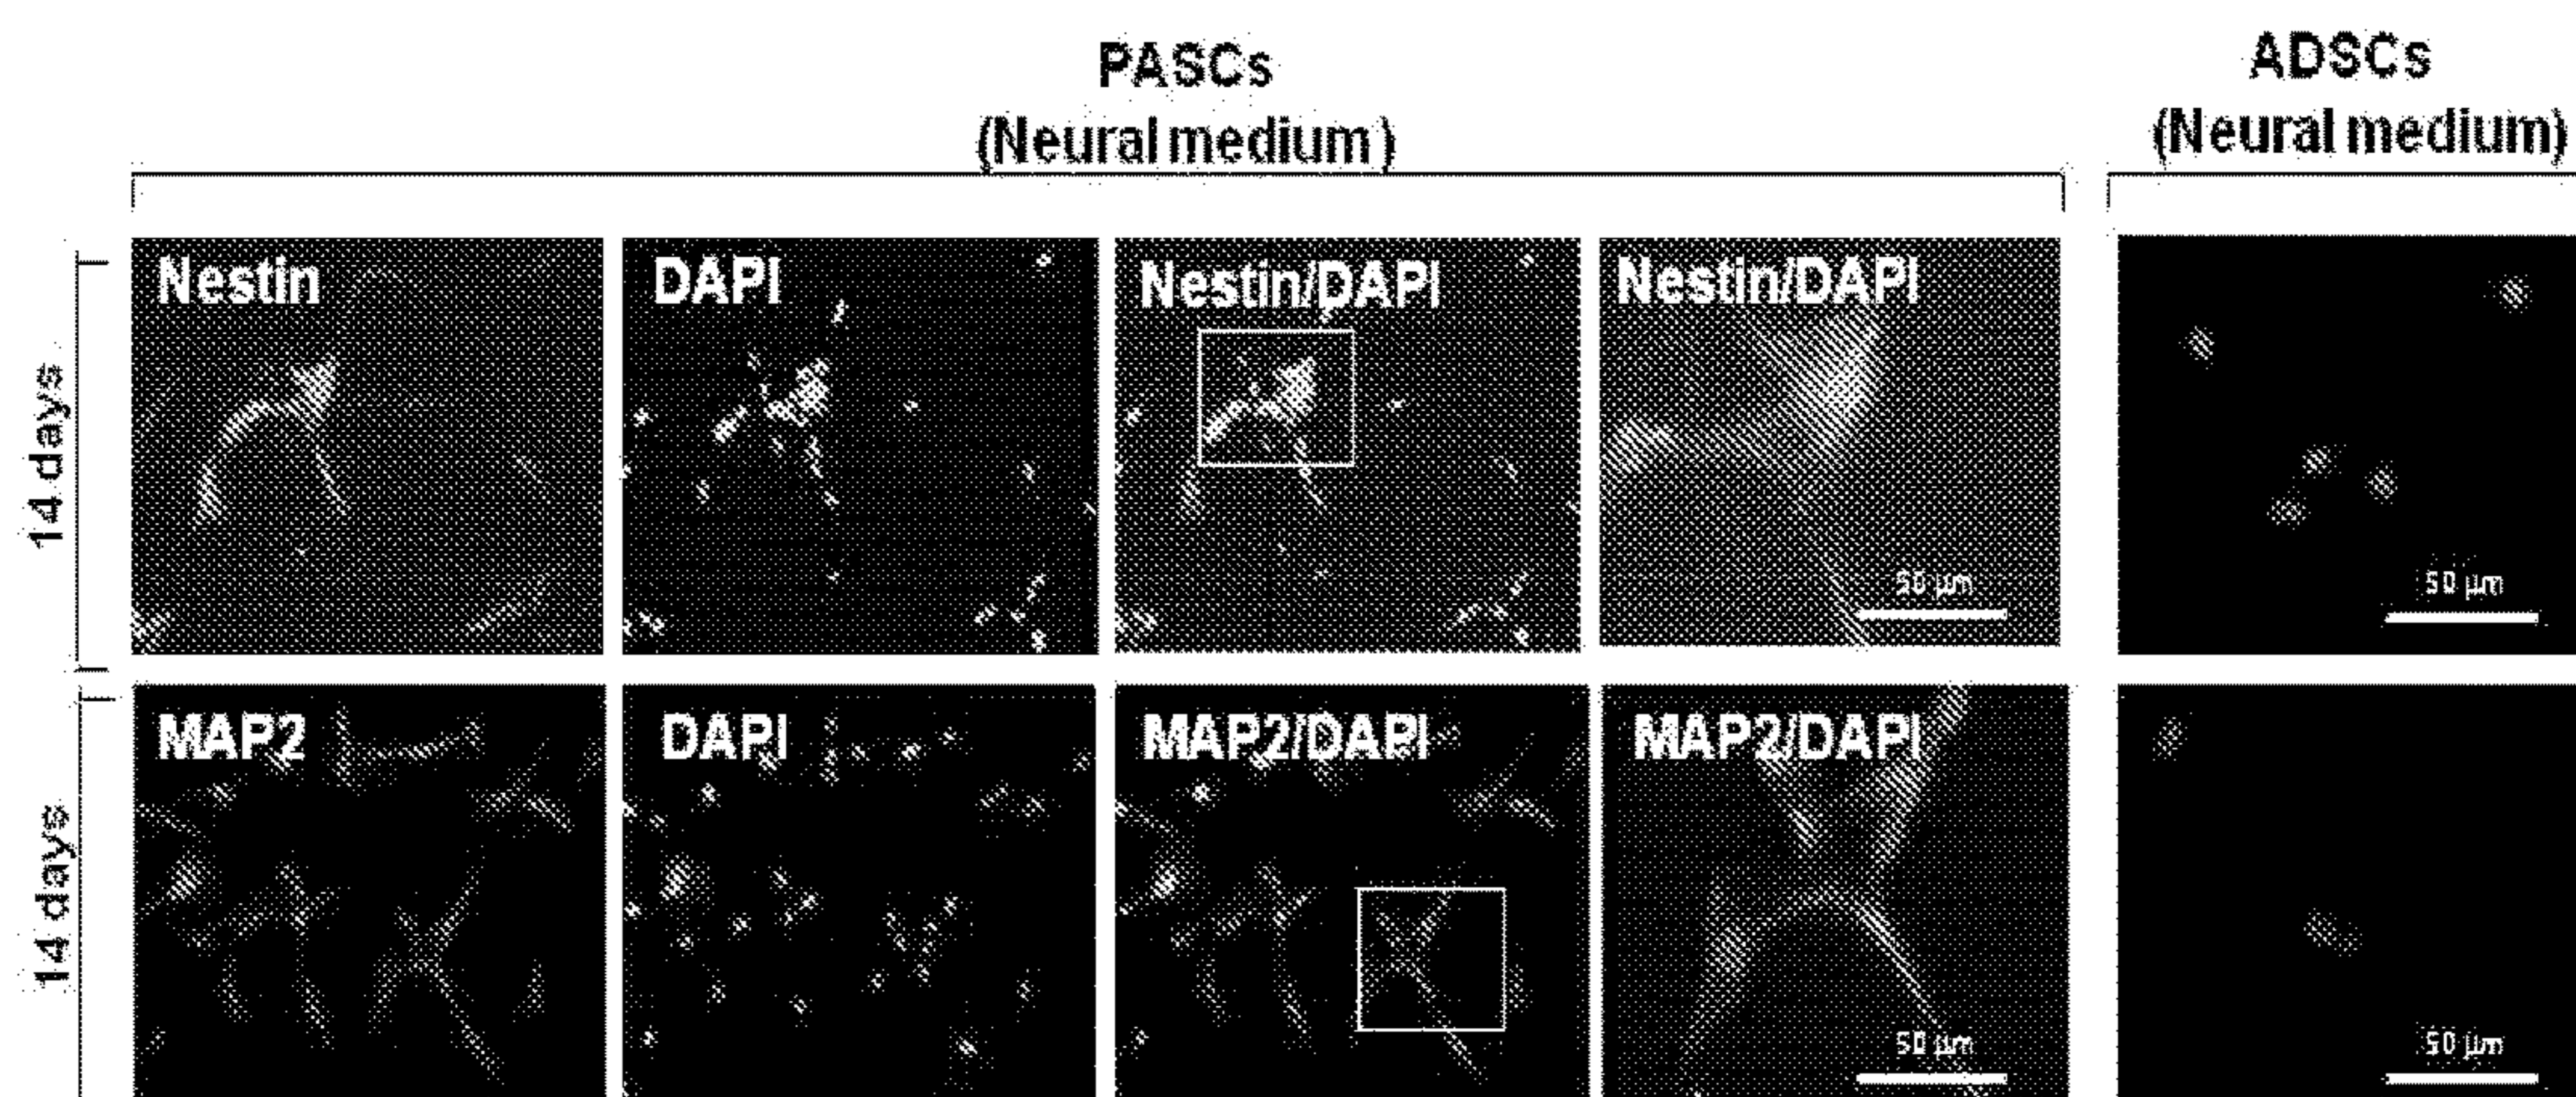 PASCs
(Neural medium)
ADSCs
(Neural medium)
14 days
Nestin
DAPI
Nestin/DAPI
Nestin/DAPI
50 μm
50 μm
14 days
MAP2
DAPI
MAP2/DAPI
MAP2/DAPI
50 μm
50 μm